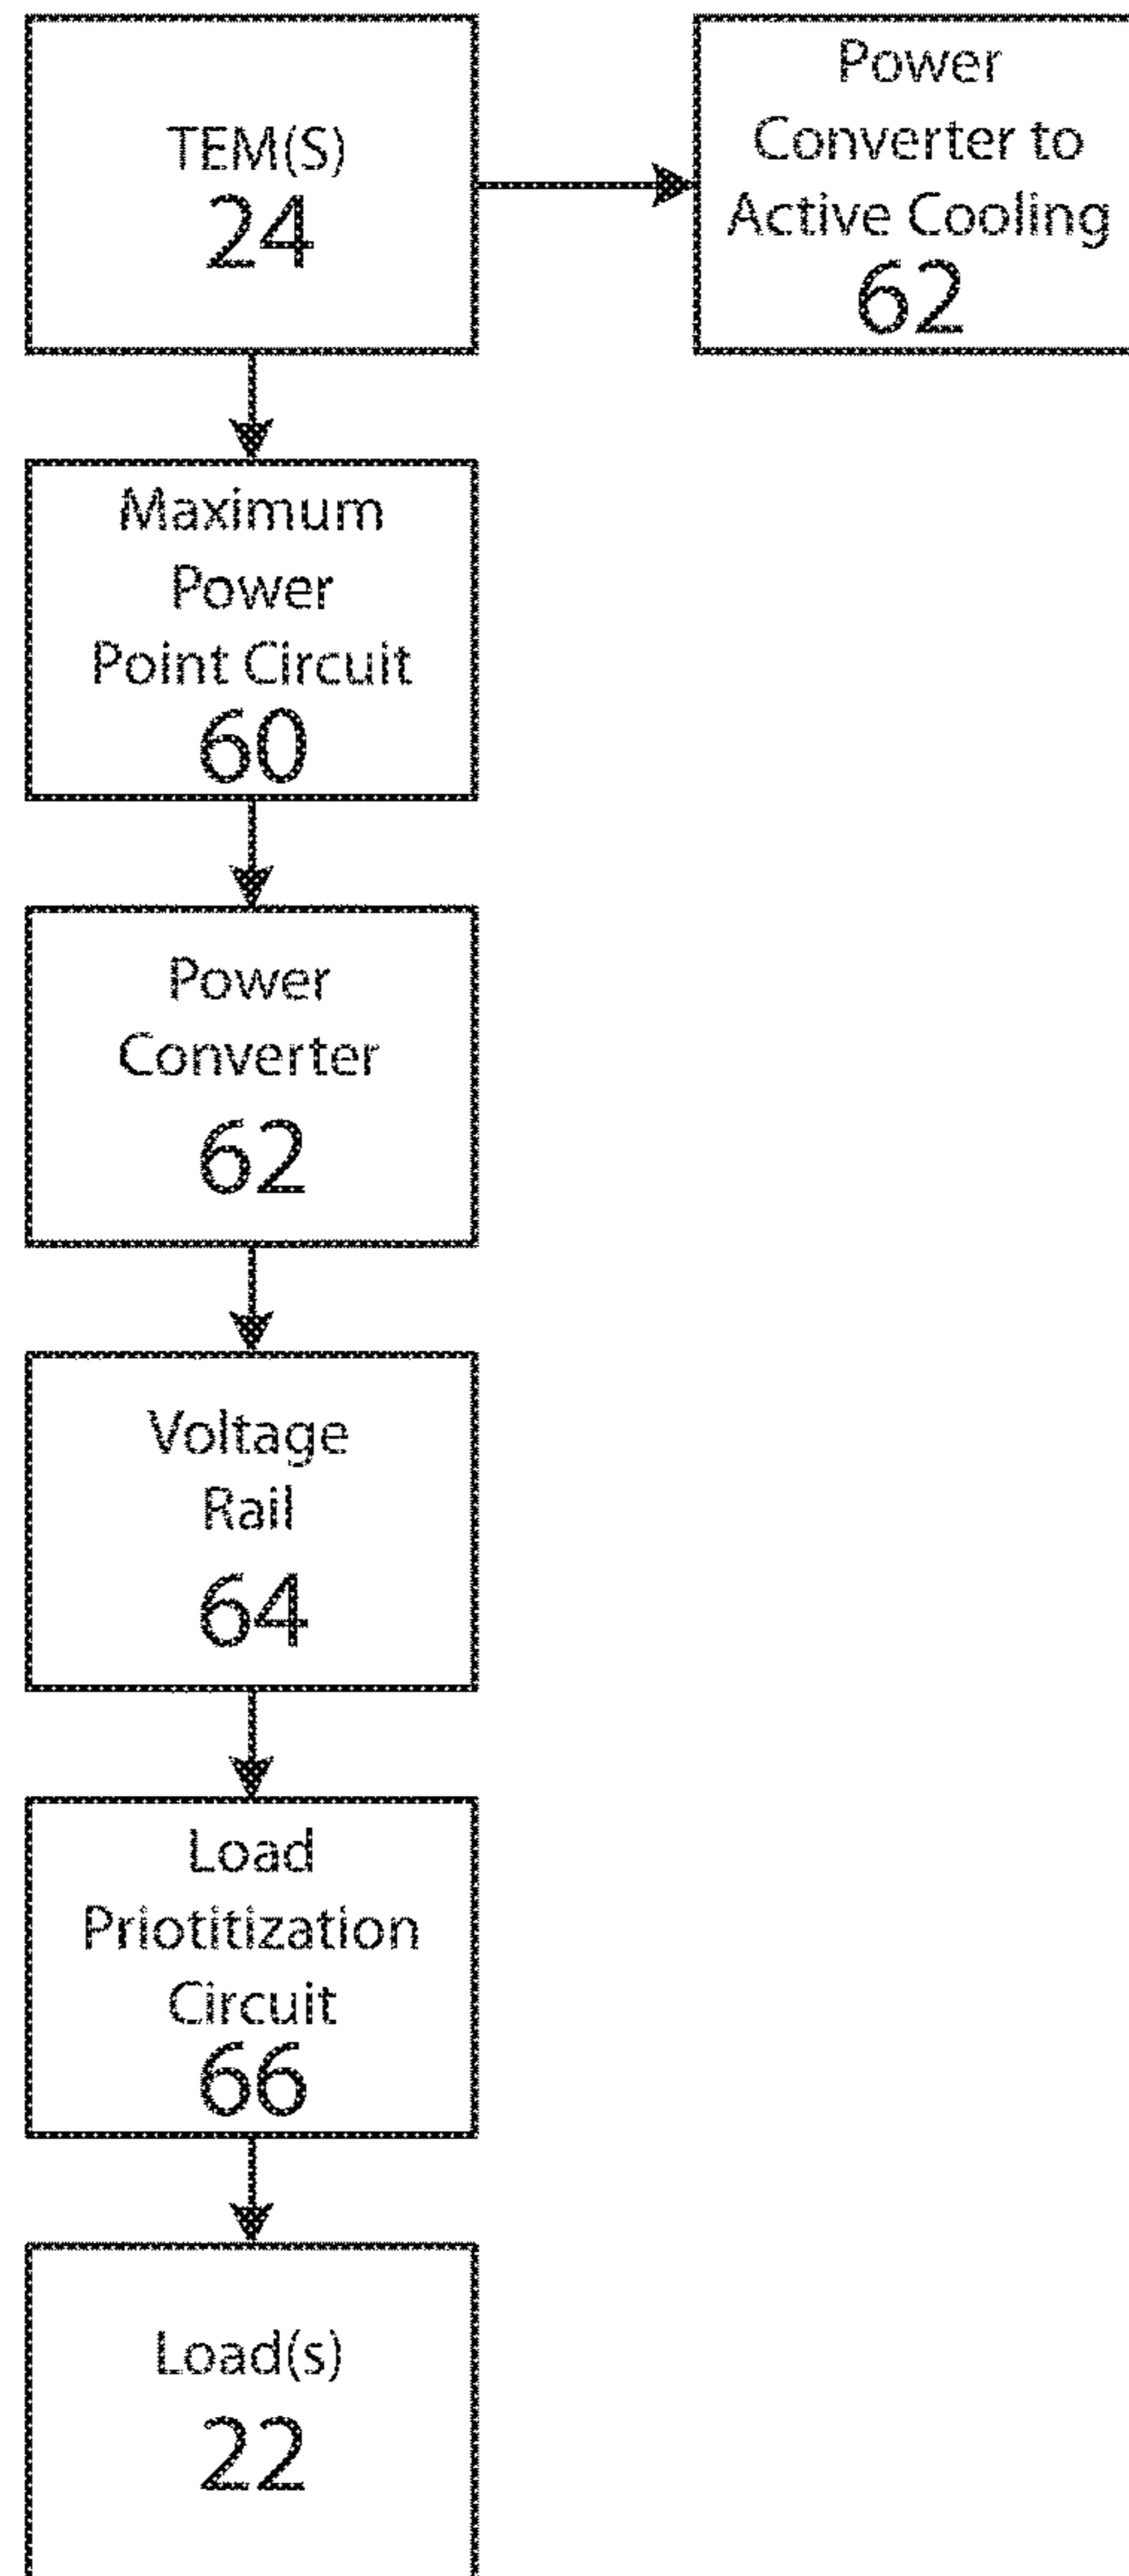 TEM(S)
24
Power
Converter to
Active Cooling
62
Maximum
Power
Point Circuit
60
Power
Converter
62
Voltage
Rail
64
Load
Priotitization
Circuit
66
Load(s)
22